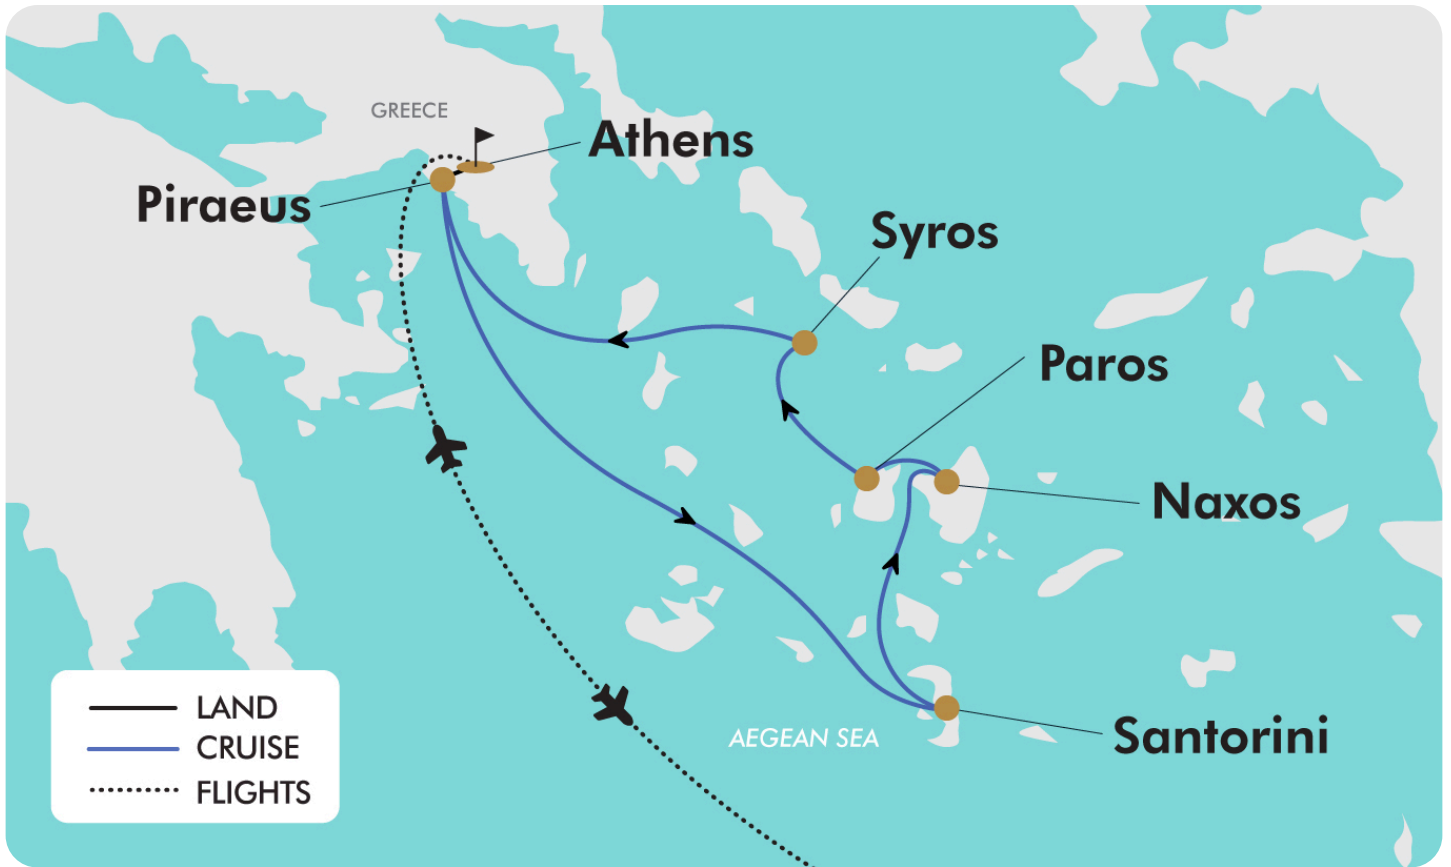 GREECE
Athens
Piraeus
Syros
Paros
Naxos
Santorini
AEGEAN SEA
LAND
CRUISE
FLIGHTS